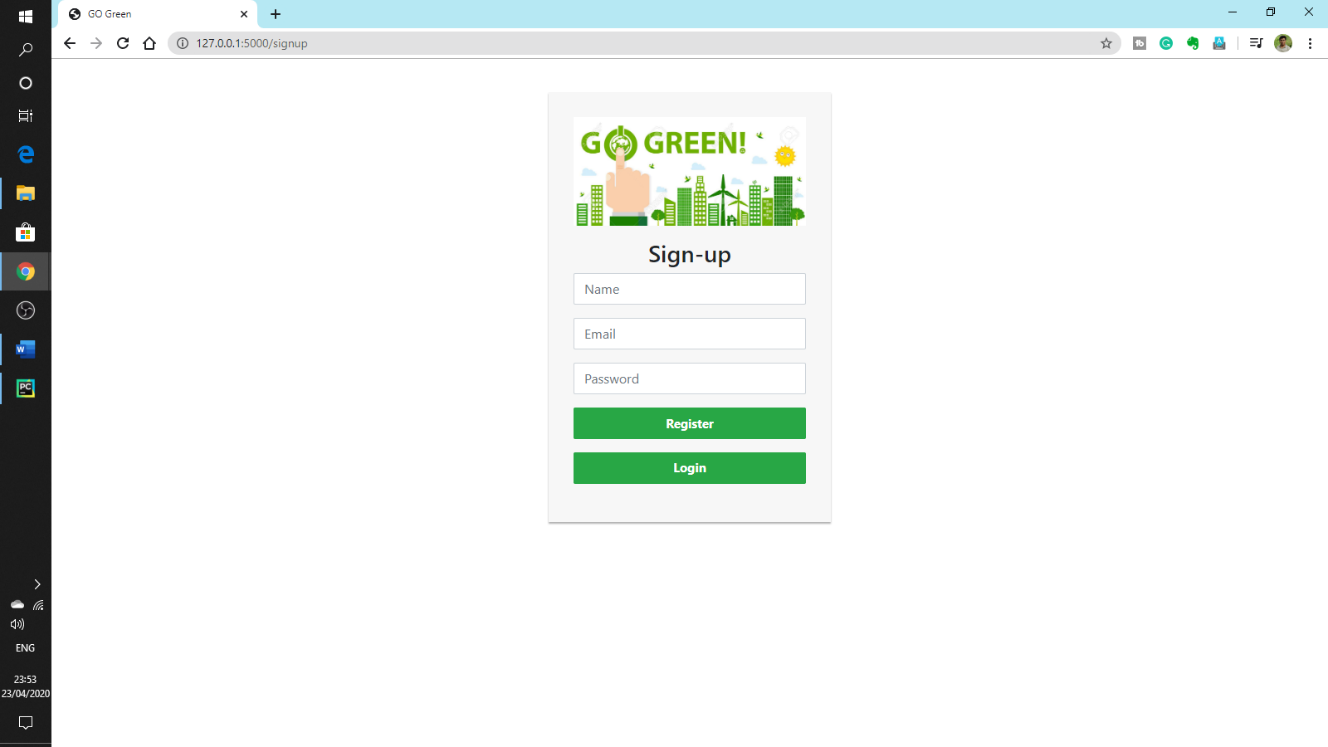 GO Green
127.0.0.1:5000/signup
GO GREEN!
Sign-up
Name
Email
Password
Register
Login
ENG
23:53
23/04/2020